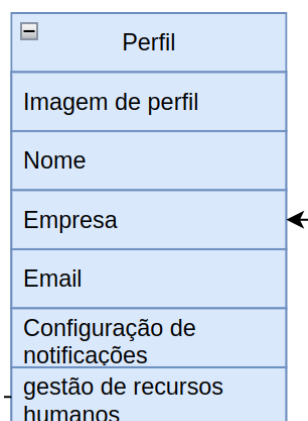 Perfil
Imagem de perfil
Nome
Empresa
Email
Configuração de
notificações
gestão de recursos
humanos